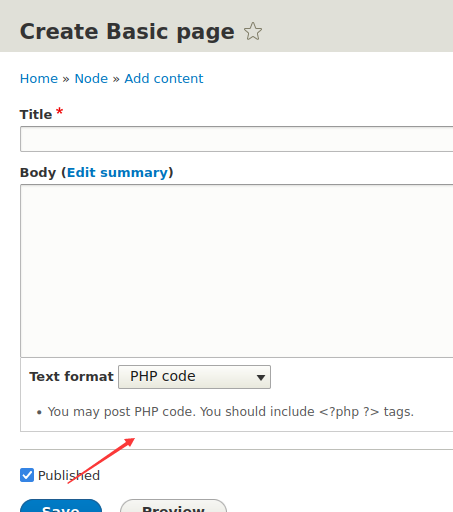 Create Basic page
Home » Node » Add content
Title *
Body (Edit summary)
Text format PHP code
• You may post PHP code. You should include <?php ?> tags.
Published
Save Preview